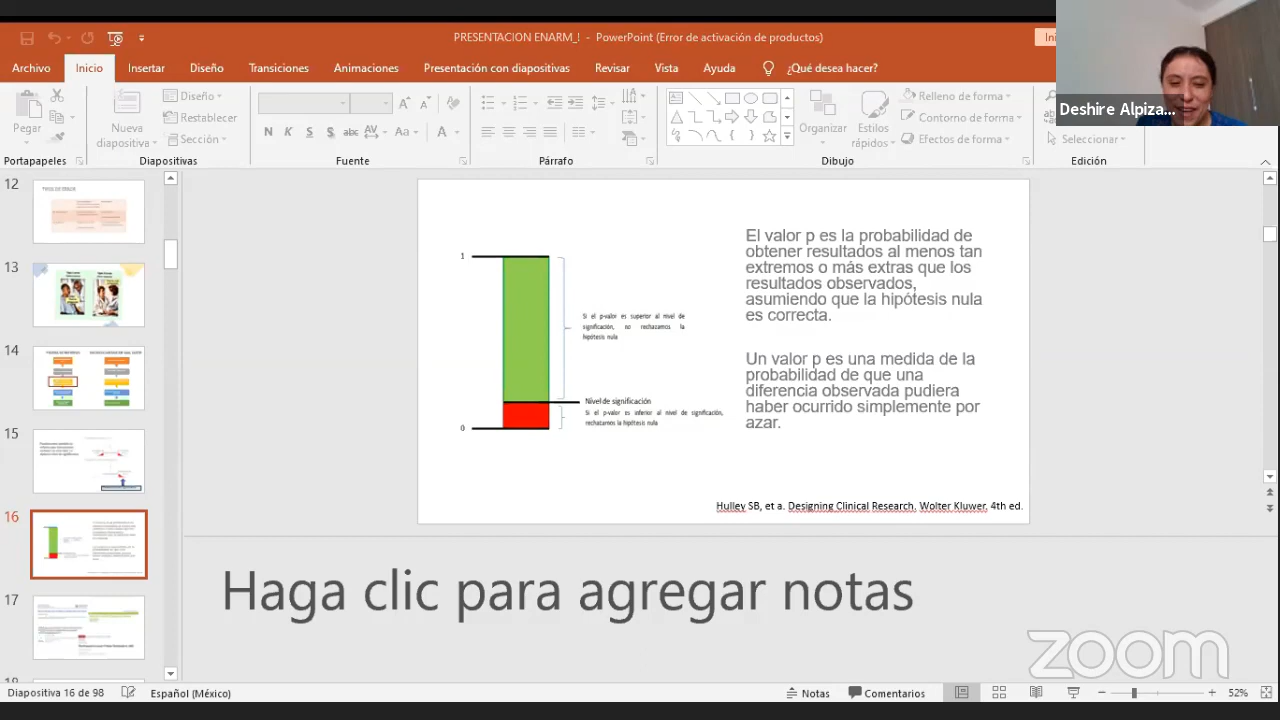 PRESENTACION ENARM_! - PowerPoint (Error de activación de productos)
Archivo Inicio Insertar Diseño Transiciones Animaciones Presentación con diapositivas Revisar Vista Ayuda ¿Qué desea hacer?
Deshire Alpiza...
Pegar
Nueva diapositiva
Diseño
Restablecer
Sección
N K S S abc AV Aa A
Organizar
Estilos rápidos
Relleno de forma
Contorno de forma
Efectos de forma
Seleccionar
Portapapeles Diapositivas Fuente Párrafo Dibujo Edición
12
TIPOS DE ERROR
13
14
15
16
17
1
Si el p-valor es superior al nivel de
significación, no rechazamos la
hipótesis nula
Nivel de significación
Si el p-valor es inferior al nivel de significación,
rechazamos la hipótesis nula
0
El valor p es la probabilidad de
obtener resultados al menos tan
extremos o más extras que los
resultados observados,
asumiendo que la hipótesis nula
es correcta.
Un valor p es una medida de la
probabilidad de que una
diferencia observada pudiera
haber ocurrido simplemente por
azar.
Hulley SB, et a. Designing Clinical Research. Wolter Kluwer. 4th ed.
Haga clic para agregar notas
zoom
Diapositiva 16 de 98 Español (México) Notas Comentarios 52%